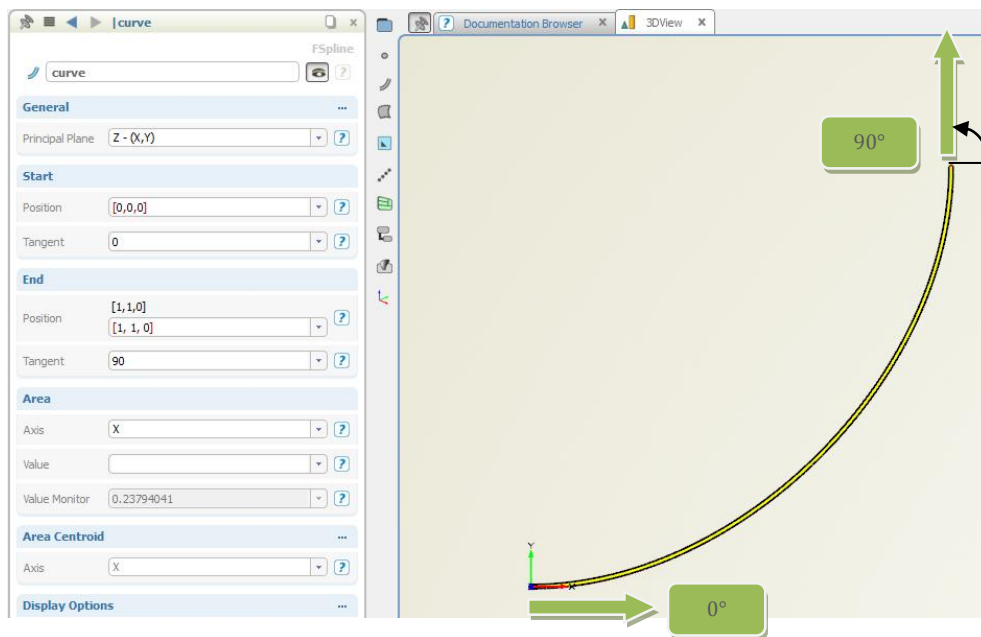 |curve
FSpline
curve
General
Principal Plane Z - (X,Y)
Start
Position [0,0,0]
Tangent 0
End
Position [1,1,0]
[1, 1, 0]
Tangent 90
Area
Axis X
Value
Value Monitor 0.23794041
Area Centroid
Axis X
Display Options
Documentation Browser
3DView
90°
Y
X
0°